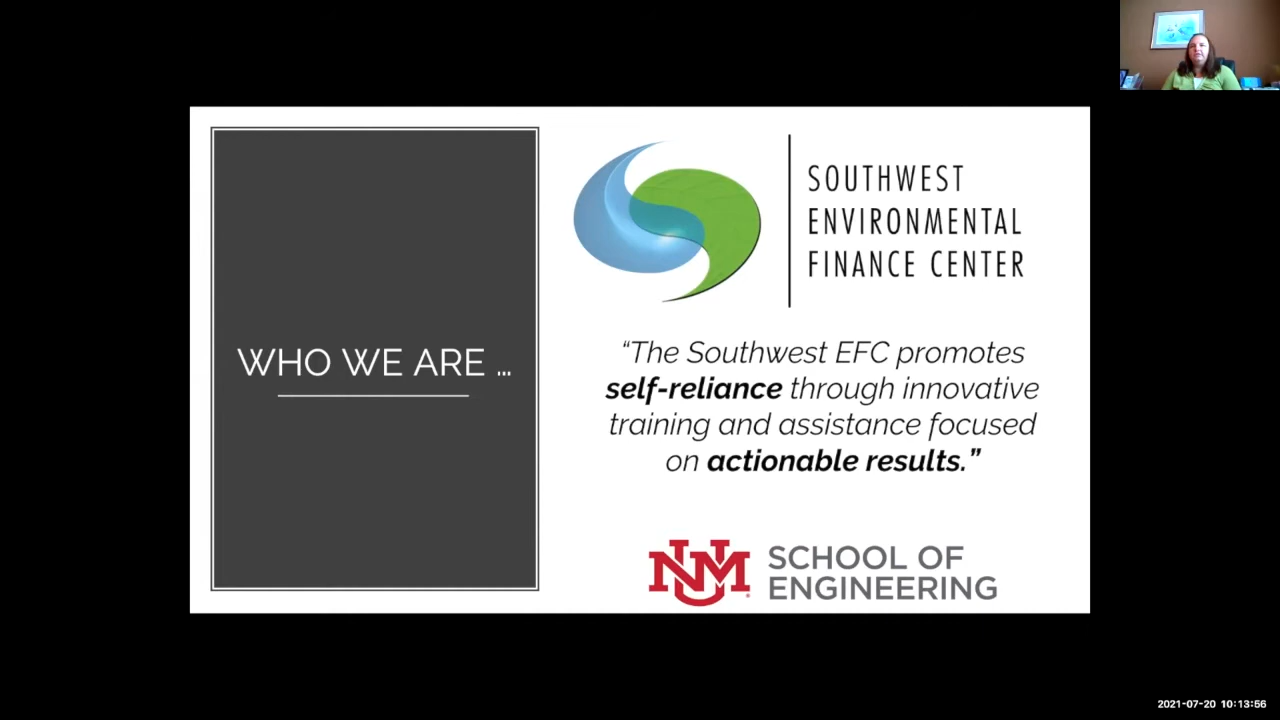 WHO WE ARE ...
SOUTHWEST
ENVIRONMENTAL
FINANCE CENTER
“The Southwest EFC promotes
self-reliance through innovative
training and assistance focused
on actionable results.”
UNM
SCHOOL OF
ENGINEERING
2021-07-20 10:13:56